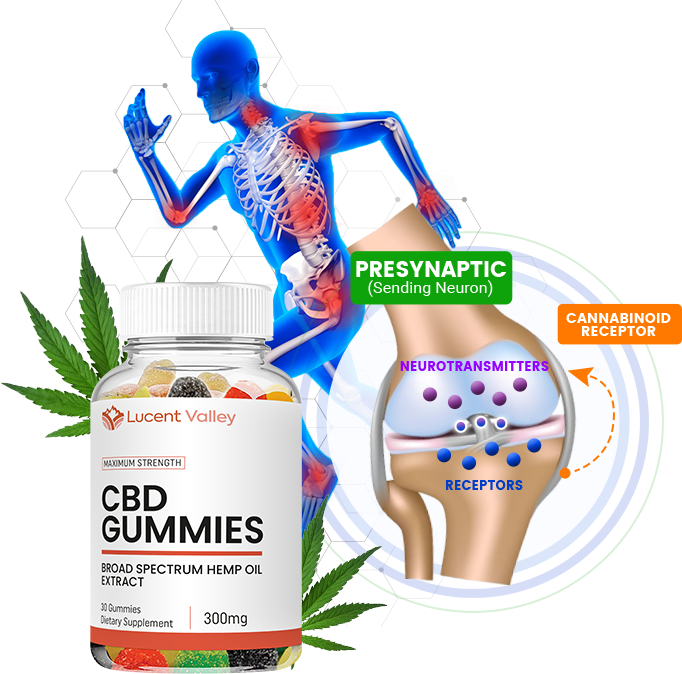 PRESYNAPTIC
(Sending Neuron)
CANNABINOID
RECEPTOR
NEUROTRANSMITTERS
RECEPTORS
Lucent Valley
MAXIMUM STRENGTH
CBD
GUMMIES
BROAD SPECTRUM HEMP OIL
EXTRACT
30 Gummies
Dietary Supplement
300mg